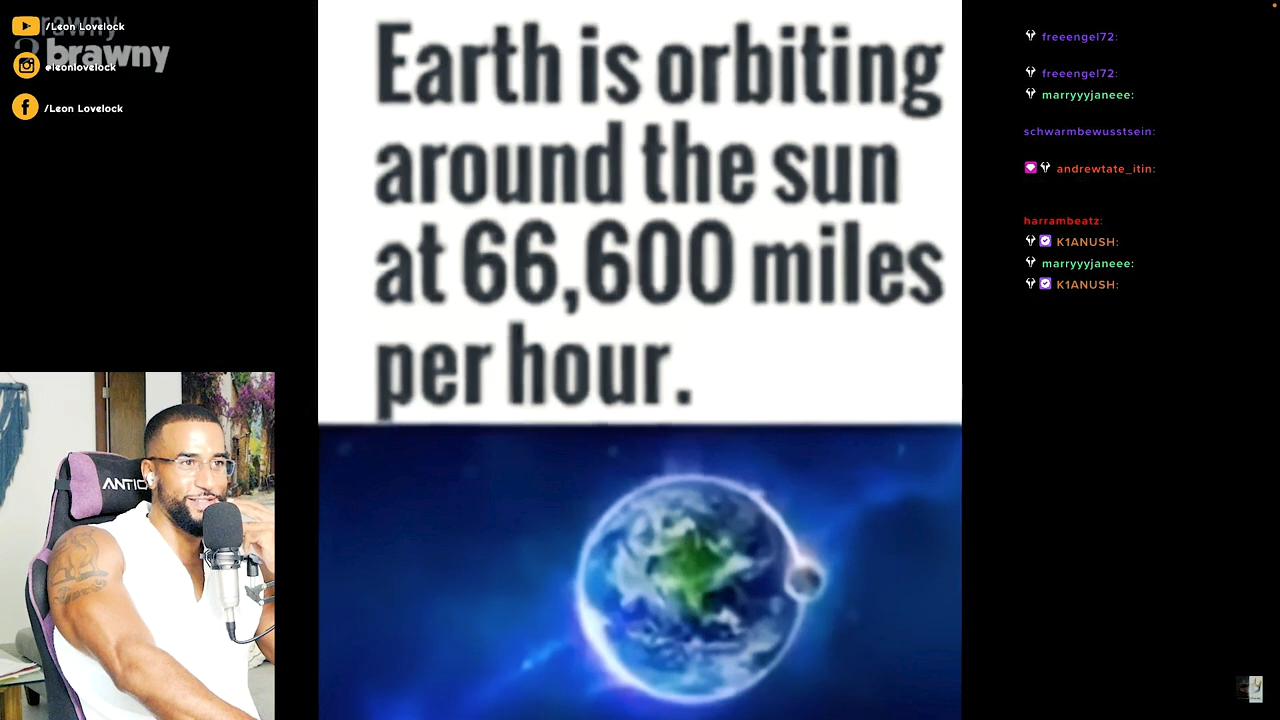 /Leon Lovelock
brawny
@leonlovelock
/Leon Lovelock
Earth is orbiting
around the sun
at 66,600 miles
per hour.
ANTIC
freeengel72:
freeengel72:
marryyyjaneee:
schwarmbewusstsein:
andrewtate_itin:
harrambeatz:
K1ANUSH:
marryyyjaneee:
K1ANUSH: